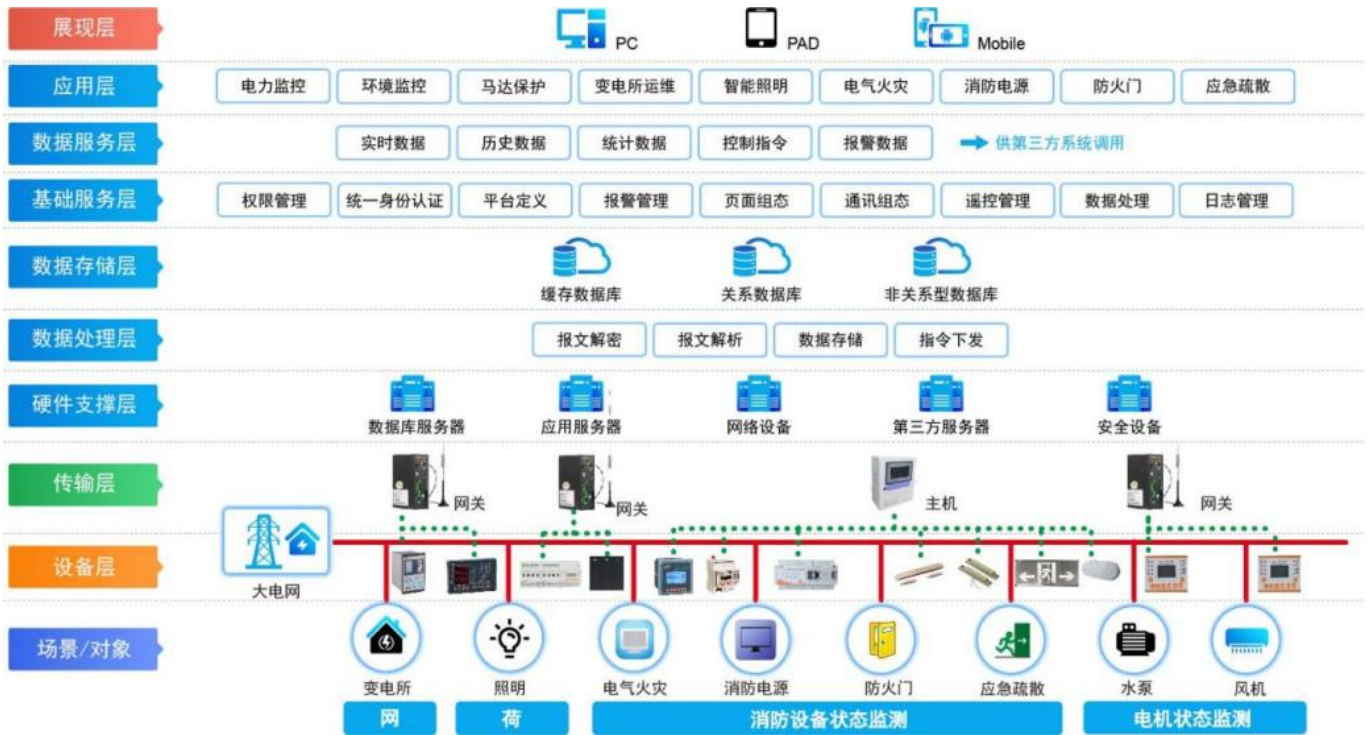 展现层
PC
PAD
Mobile
应用层
电力监控
环境监控
马达保护
变电所运维
智能照明
电气火灾
消防电源
防火门
应急疏散
数据服务层
实时数据
历史数据
统计数据
控制指令
报警数据
供第三方系统调用
基础服务层
权限管理
统一身份认证
平台定义
报警管理
页面组态
通讯组态
遥控管理
数据处理
日志管理
数据存储层
缓存数据库
关系数据库
非关系型数据库
数据处理层
报文解密
报文解析
数据存储
指令下发
硬件支撑层
数据库服务器
应用服务器
网络设备
第三方服务器
安全设备
传输层
网关
网关
主机
网关
设备层
大电网
场景/对象
变电所
照明
电气火灾
消防电源
防火门
应急疏散
水泵
风机
网
荷
消防设备状态监测
电机状态监测